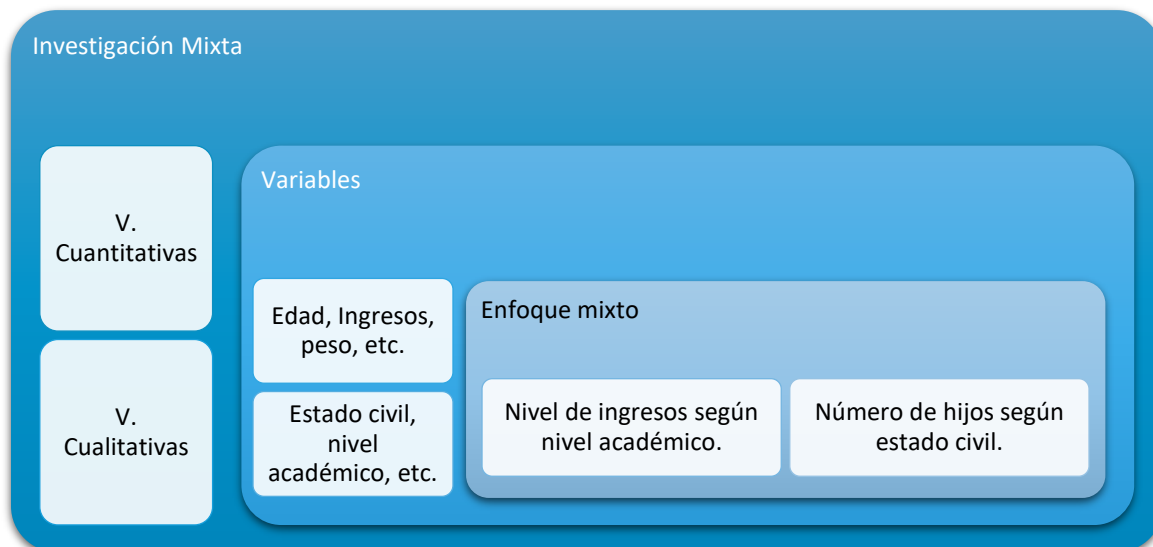 Investigación Mixta
V.
Cuantitativas
V.
Cualitativas
Variables
Edad, Ingresos,
peso, etc.
Estado civil,
nivel
académico, etc.
Enfoque mixto
Nivel de ingresos según
nivel académico.
Número de hijos según
estado civil.